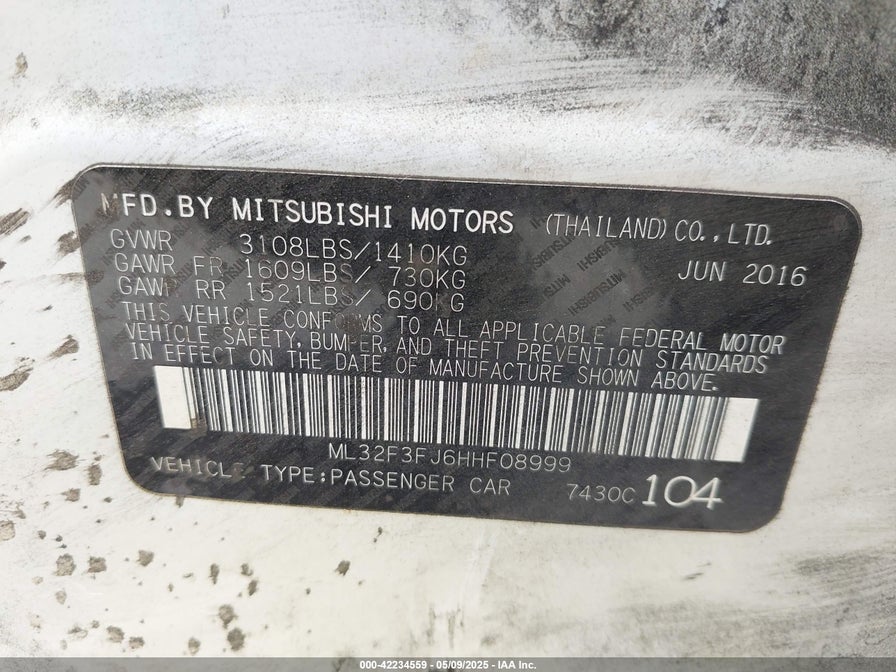 MFD.BY MITSUBISHI MOTORS (THAILAND) CO.,LTD.
GVWR 3108LBS/1410KG JUN 2016
GAWR FR 1609LBS/ 730KG
GAWR RR 1521LBS/ 690KG
THIS VEHICLE CONFORMS TO ALL APPLICABLE FEDERAL MOTOR
VEHICLE SAFETY, BUMPER, AND THEFT PREVENTION STANDARDS
IN EFFECT ON THE DATE OF MANUFACTURE SHOWN ABOVE.
ML32F3FJ6HHF08999
VEHICLE TYPE:PASSENGER CAR 7430C 104
000-42234559 - 05/09/2025 - IAA Inc.